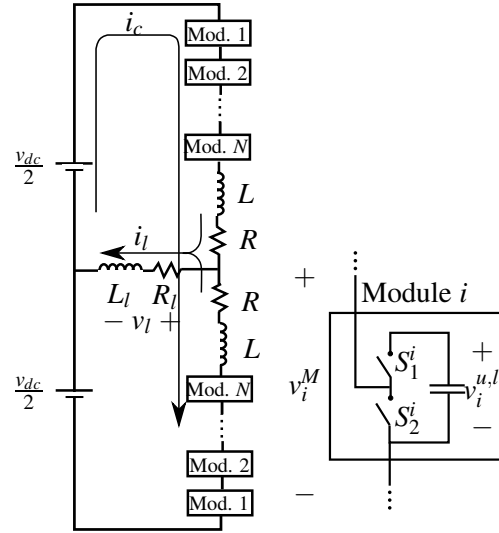 i_c
Mod. 1
Mod. 2
Mod. N
v_dc/2
L
R
i_l
L_l R_l
− v_l +
R
L
v_dc/2
Mod. N
Mod. 2
Mod. 1
+
v_i^M
−
Module i
S_1^i
S_2^i
+
v_i^{u,l}
−